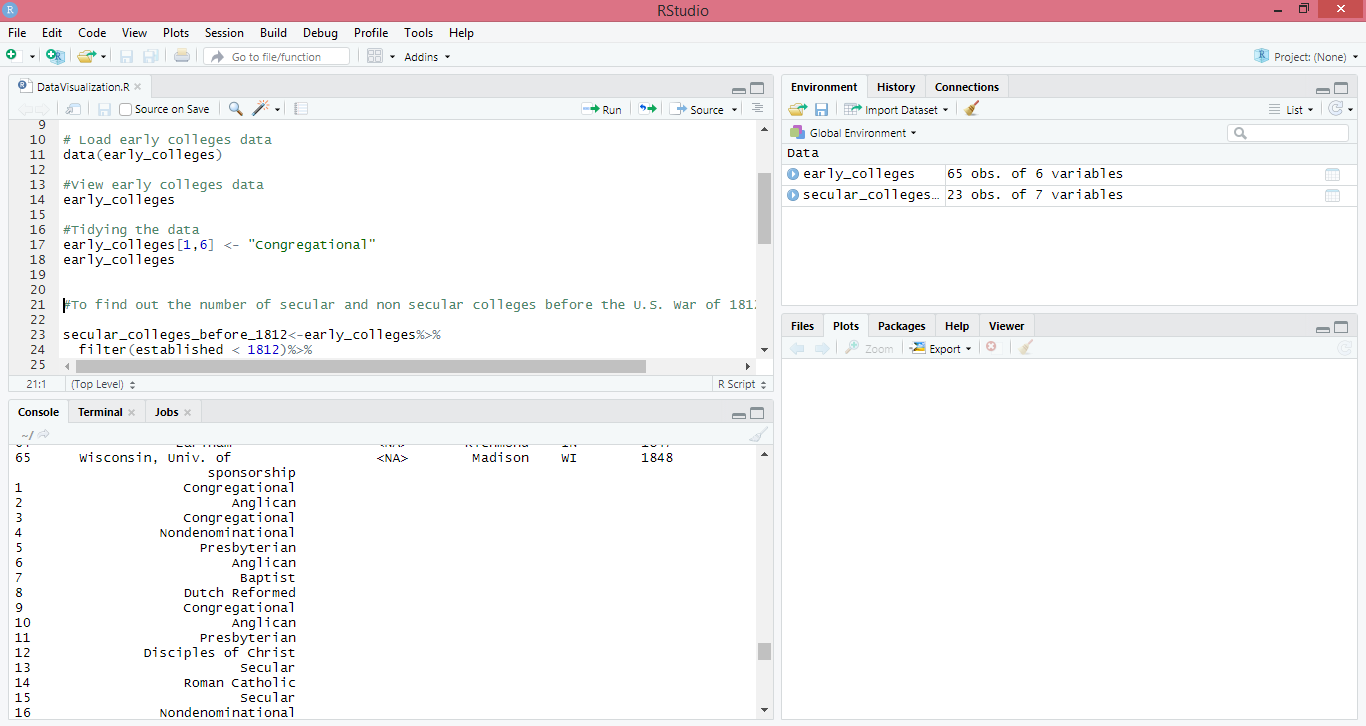 RStudio
File Edit Code View Plots Session Build Debug Profile Tools Help
Go to file/function Addins Project: (None)
DataVisualization.R
Source on Save Run Source
9
10 # Load early colleges data
11 data(early_colleges)
12
13 #View early colleges data
14 early_colleges
15
16 #Tidying the data
17 early_colleges[1,6] <- "Congregational"
18 early_colleges
19
20
21 #To find out the number of secular and non secular colleges before the U.S. War of 181
22
23 secular_colleges_before_1812<-early_colleges%>%
24 filter(established < 1812)%>%
25
21:1 (Top Level) R Script
Console Terminal Jobs
~/
65 Wisconsin, Univ. of <NA> Madison WI 1848
sponsorship
1 Congregational
2 Anglican
3 Congregational
4 Nondenominational
5 Presbyterian
6 Anglican
7 Baptist
8 Dutch Reformed
9 Congregational
10 Anglican
11 Presbyterian
12 Disciples of Christ
13 Secular
14 Roman Catholic
15 Secular
16 Nondenominational
Environment History Connections
Import Dataset List
Global Environment
Data
early_colleges 65 obs. of 6 variables
secular_colleges… 23 obs. of 7 variables
Files Plots Packages Help Viewer
Zoom Export